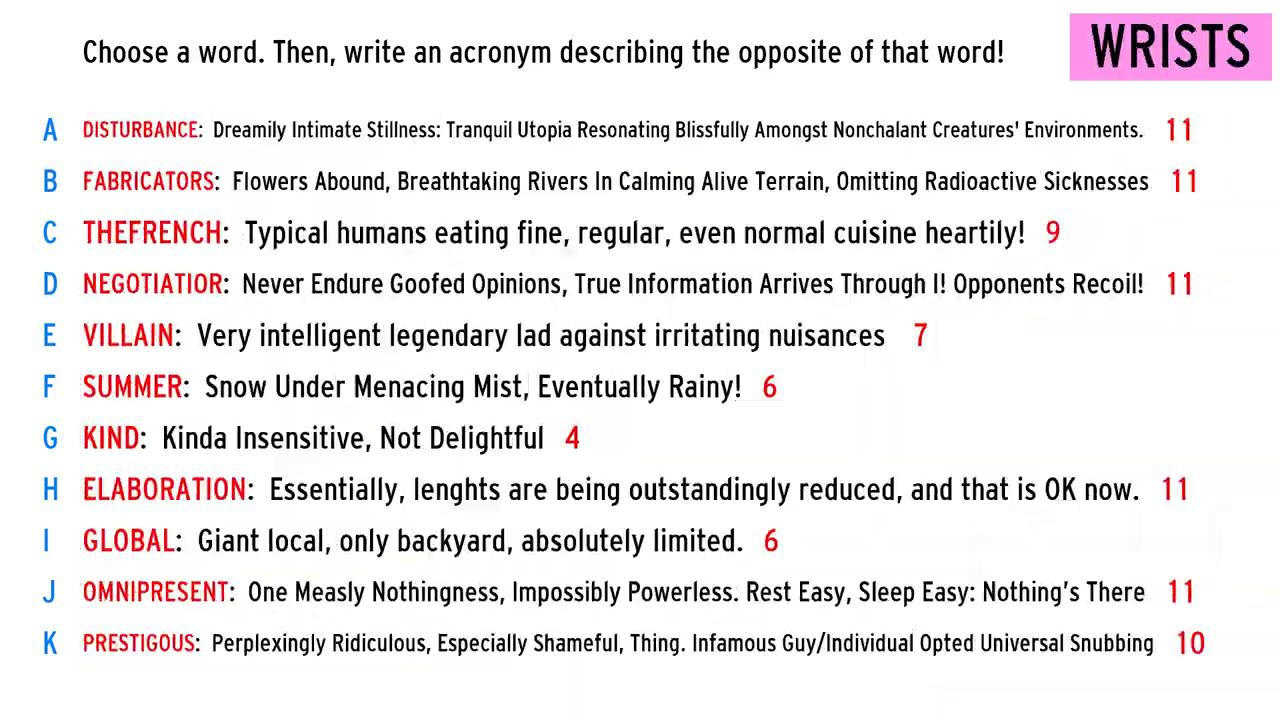 Choose a word. Then, write an acronym describing the opposite of that word!
WRISTS
A DISTURBANCE: Dreamily Intimate Stillness: Tranquil Utopia Resonating Blissfully Amongst Nonchalant Creatures' Environments. 11
B FABRICATORS: Flowers Abound, Breathtaking Rivers In Calming Alive Terrain, Omitting Radioactive Sicknesses 11
C THEFRENCH: Typical humans eating fine, regular, even normal cuisine heartily! 9
D NEGOTIATIOR: Never Endure Goofed Opinions, True Information Arrives Through I! Opponents Recoil! 11
E VILLAIN: Very intelligent legendary lad against irritating nuisances 7
F SUMMER: Snow Under Menacing Mist, Eventually Rainy! 6
G KIND: Kinda Insensitive, Not Delightful 4
H ELABORATION: Essentially, lenghts are being outstandingly reduced, and that is OK now. 11
I GLOBAL: Giant local, only backyard, absolutely limited. 6
J OMNIPRESENT: One Measly Nothingness, Impossibly Powerless. Rest Easy, Sleep Easy: Nothing's There 11
K PRESTIGOUS: Perplexingly Ridiculous, Especially Shameful, Thing. Infamous Guy/Individual Opted Universal Snubbing 10